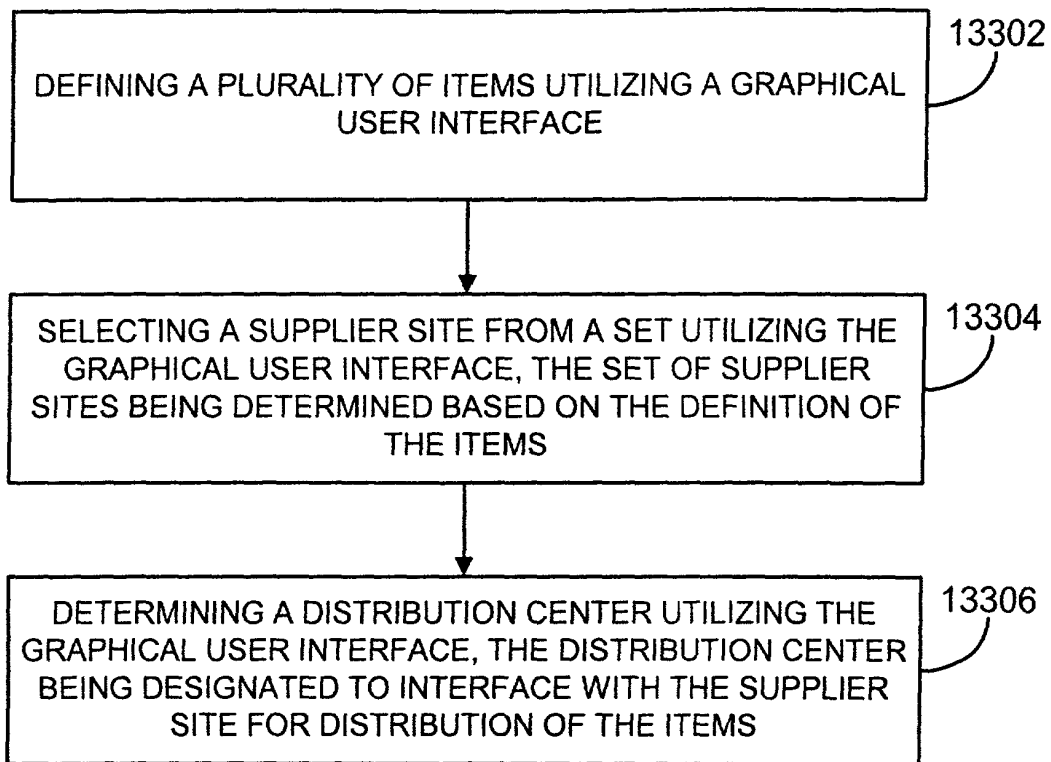 13302
DEFINING A PLURALITY OF ITEMS UTILIZING A GRAPHICAL
USER INTERFACE
13304
SELECTING A SUPPLIER SITE FROM A SET UTILIZING THE
GRAPHICAL USER INTERFACE, THE SET OF SUPPLIER
SITES BEING DETERMINED BASED ON THE DEFINITION OF
THE ITEMS
13306
DETERMINING A DISTRIBUTION CENTER UTILIZING THE
GRAPHICAL USER INTERFACE, THE DISTRIBUTION CENTER
BEING DESIGNATED TO INTERFACE WITH THE SUPPLIER
SITE FOR DISTRIBUTION OF THE ITEMS